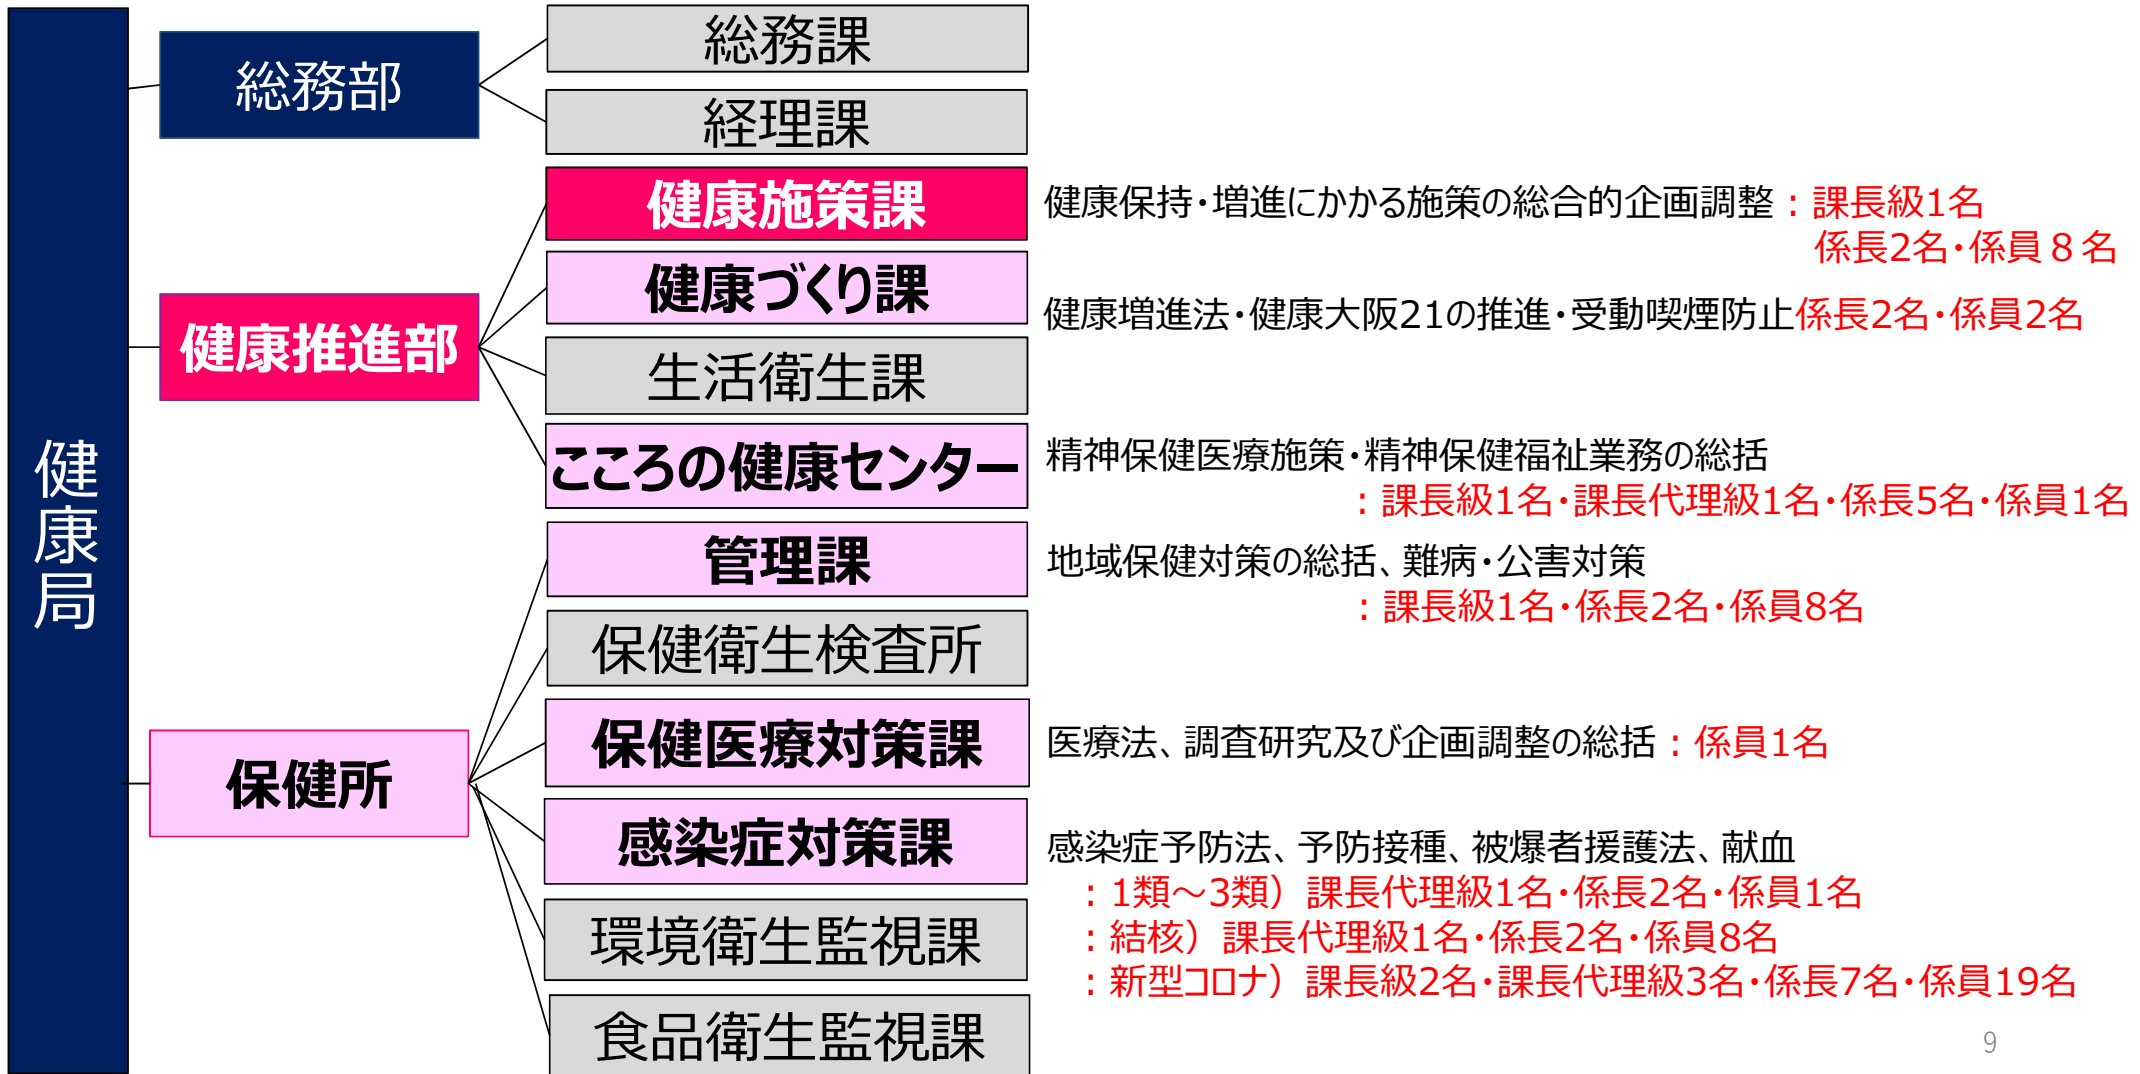 健康局
総務部
総務課
経理課
健康推進部
健康施策課
健康保持・増進にかかる施策の総合的企画調整：課長級1名
係長2名・係員８名
健康づくり課
健康増進法・健康大阪21の推進・受動喫煙防止係長2名・係員2名
生活衛生課
こころの健康センター
精神保健医療施策・精神保健福祉業務の総括
：課長級1名・課長代理級1名・係長5名・係員1名
保健所
管理課
地域保健対策の総括、難病・公害対策
：課長級1名・係長2名・係員8名
保健衛生検査所
保健医療対策課
医療法、調査研究及び企画調整の総括：係員1名
感染症対策課
感染症予防法、予防接種、被爆者援護法、献血
：1類～3類）課長代理級1名・係長2名・係員1名
：結核）課長代理級1名・係長2名・係員8名
：新型コロナ）課長級2名・課長代理級3名・係長7名・係員19名
環境衛生監視課
食品衛生監視課
9